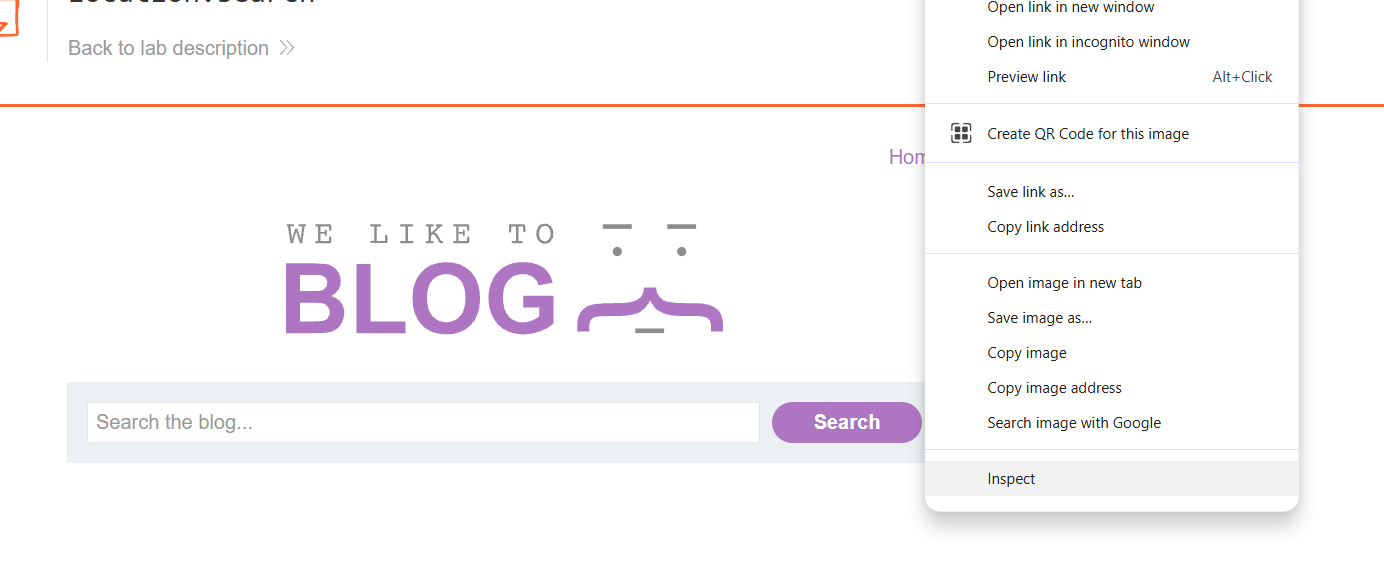 Back to lab description
Home
WE LIKE TO
BLOG
Search the blog...
Search
Open link in new window
Open link in incognito window
Preview link Alt+Click
Create QR Code for this image
Save link as...
Copy link address
Open image in new tab
Save image as...
Copy image
Copy image address
Search image with Google
Inspect